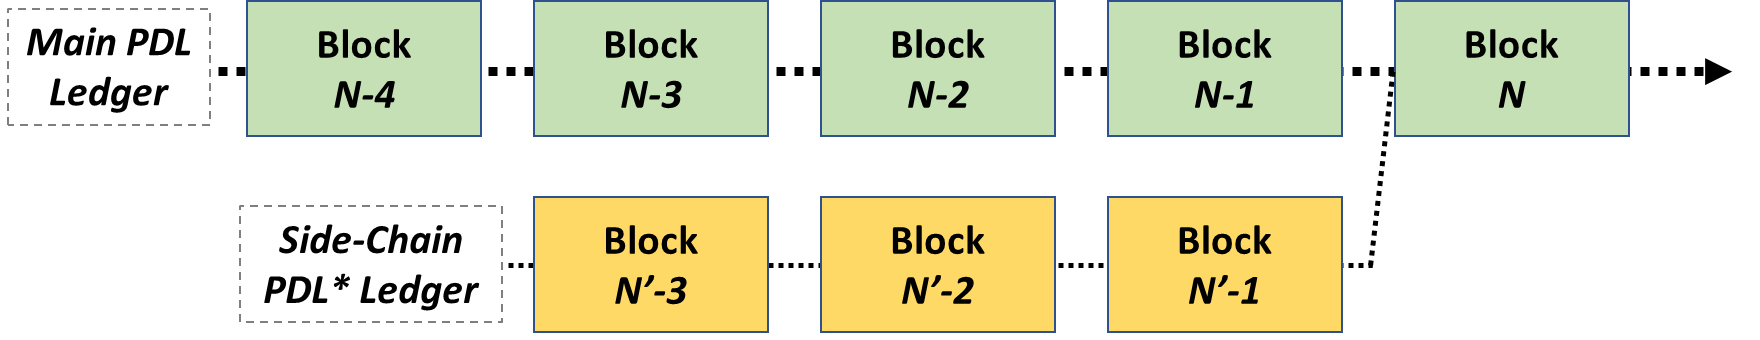 Main PDL
Ledger
Block
N-4
Block
N-3
Block
N-2
Block
N-1
Block
N
Side-Chain
PDL* Ledger
Block
N’-3
Block
N’-2
Block
N’-1